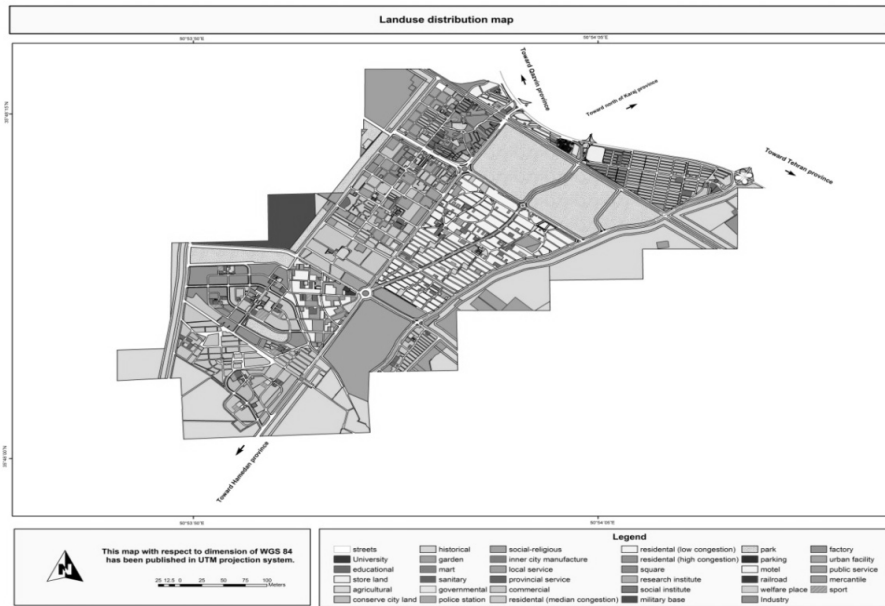 Landuse distribution map
Toward Qazvin province
Toward north of Karaj province
Toward Tehran province
Toward Hamedan province
This map with respect to dimension of WGS 84
has been published in UTM projection system.
25 12.5 0 25 50 75 100
Meters
Legend
streets
University
educational
store land
agricultural
conserve city land
historical
garden
mart
sanitary
governmental
police station
social-religious
inner city manufacture
local service
provincial service
commercial
residential (median congestion)
residential (low congestion)
residential (high congestion)
square
research institute
social institute
military base
park
parking
motel
railroad
welfare place
Industry
factory
urban facility
public service
mercantile
sport